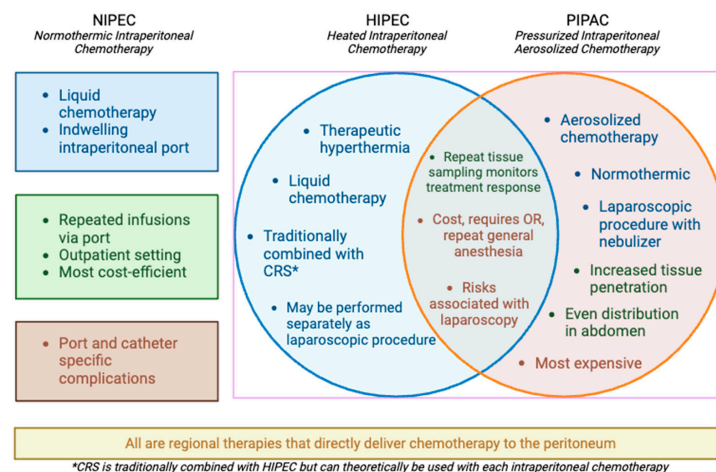 NIPEC
Normothermic Intraperitoneal
Chemotherapy
• Liquid
chemotherapy
• Indwelling
intraperitoneal port
• Repeated infusions
via port
• Outpatient setting
• Most cost-efficient
• Port and catheter
specific
complications
HIPEC
Heated Intraperitoneal
Chemotherapy
• Therapeutic
hyperthermia
• Liquid
chemotherapy
• Traditionally
combined with
CRS*
• May be performed
separately as
laparoscopic procedure
• Repeat tissue
sampling monitors
treatment response
• Cost, requires OR,
repeat general
anesthesia
• Risks
associated with
laparoscopy
PIPAC
Pressurized Intraperitoneal
Aerosolized Chemotherapy
• Aerosolized
chemotherapy
• Normothermic
• Laparoscopic
procedure with
nebulizer
• Increased tissue
penetration
• Even distribution
in abdomen
• Most expensive
All are regional therapies that directly deliver chemotherapy to the peritoneum
*CRS is traditionally combined with HIPEC but can theoretically be used with each intraperitoneal chemotherapy